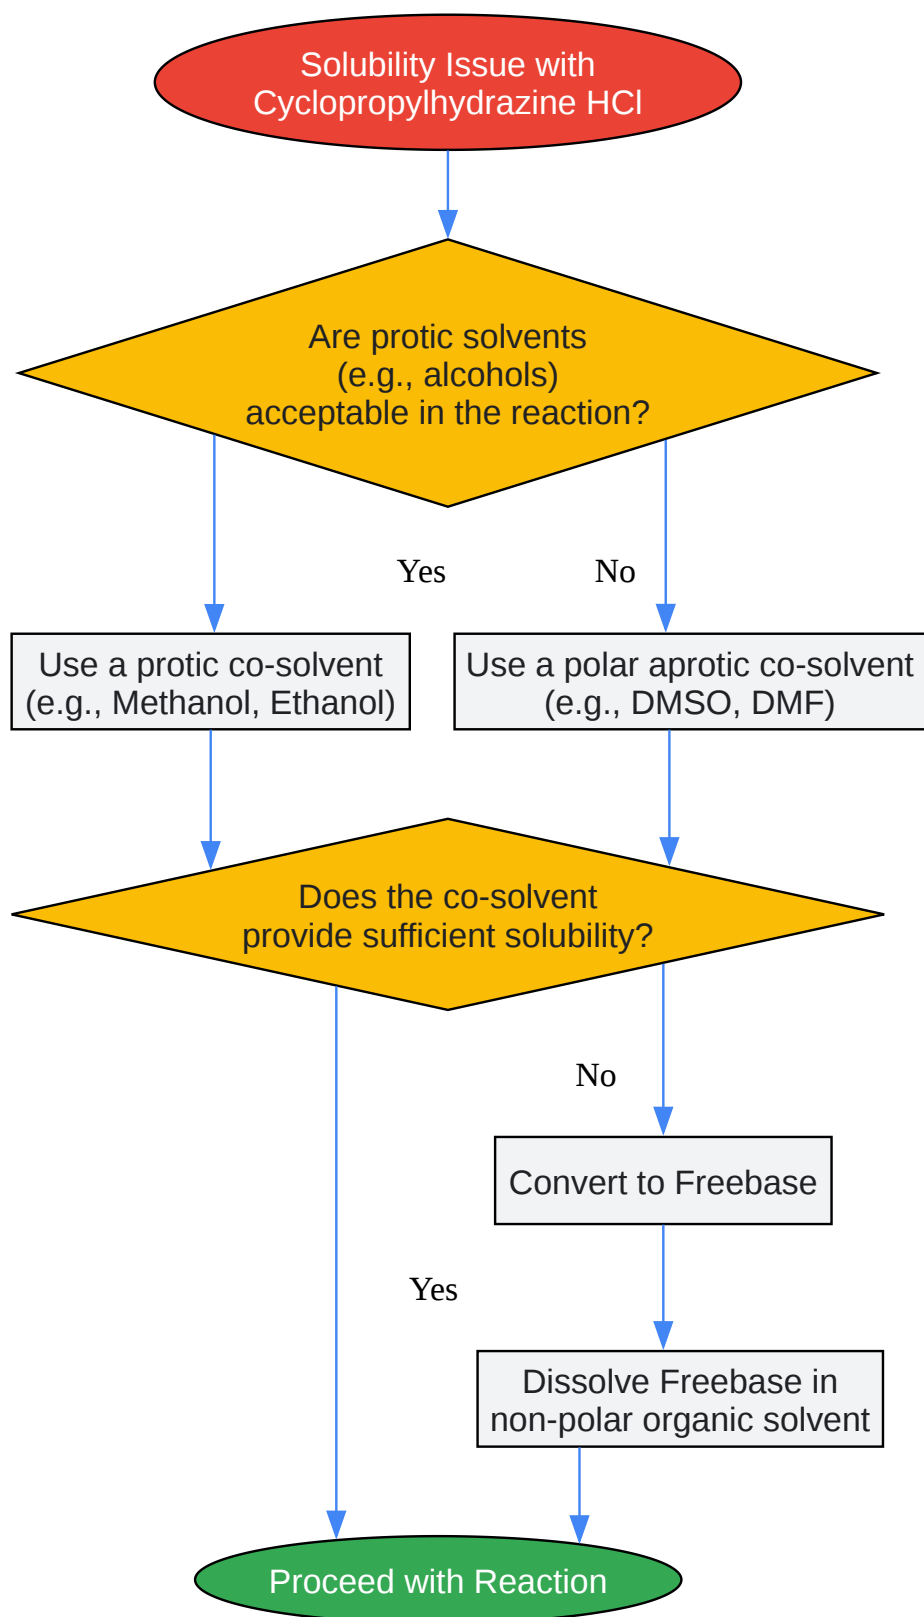 Solubility Issue with
Cyclopropylhydrazine HCl
Are protic solvents
(e.g., alcohols)
acceptable in the reaction?
Yes
No
Use a protic co-solvent
(e.g., Methanol, Ethanol)
Use a polar aprotic co-solvent
(e.g., DMSO, DMF)
Does the co-solvent
provide sufficient solubility?
No
Convert to Freebase
Yes
Dissolve Freebase in
non-polar organic solvent
Proceed with Reaction